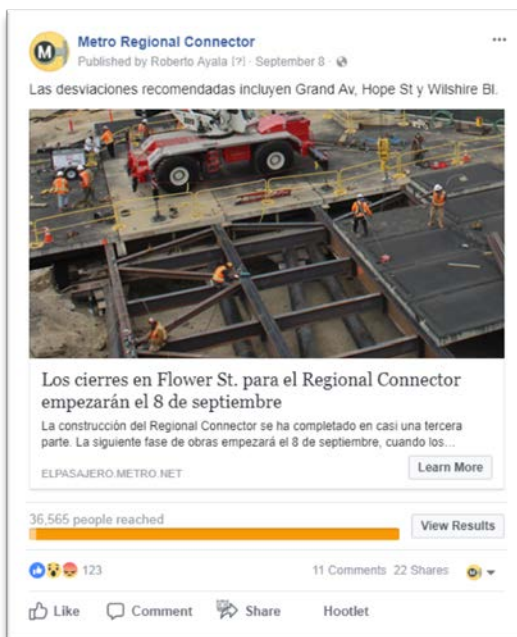 Metro Regional Connector
Published by Roberto Ayala [?] · September 8 ·
Las desviaciones recomendadas incluyen Grand Av, Hope St y Wilshire Bl.
Los cierres en Flower St. para el Regional Connector
empezarán el 8 de septiembre
La construcción del Regional Connector se ha completado en casi una tercera
parte. La siguiente fase de obras empezará el 8 de septiembre, cuando los...
ELPASAJERO.METRO.NET
Learn More
36,565 people reached
View Results
123
11 Comments 22 Shares
Like Comment Share Hootlet